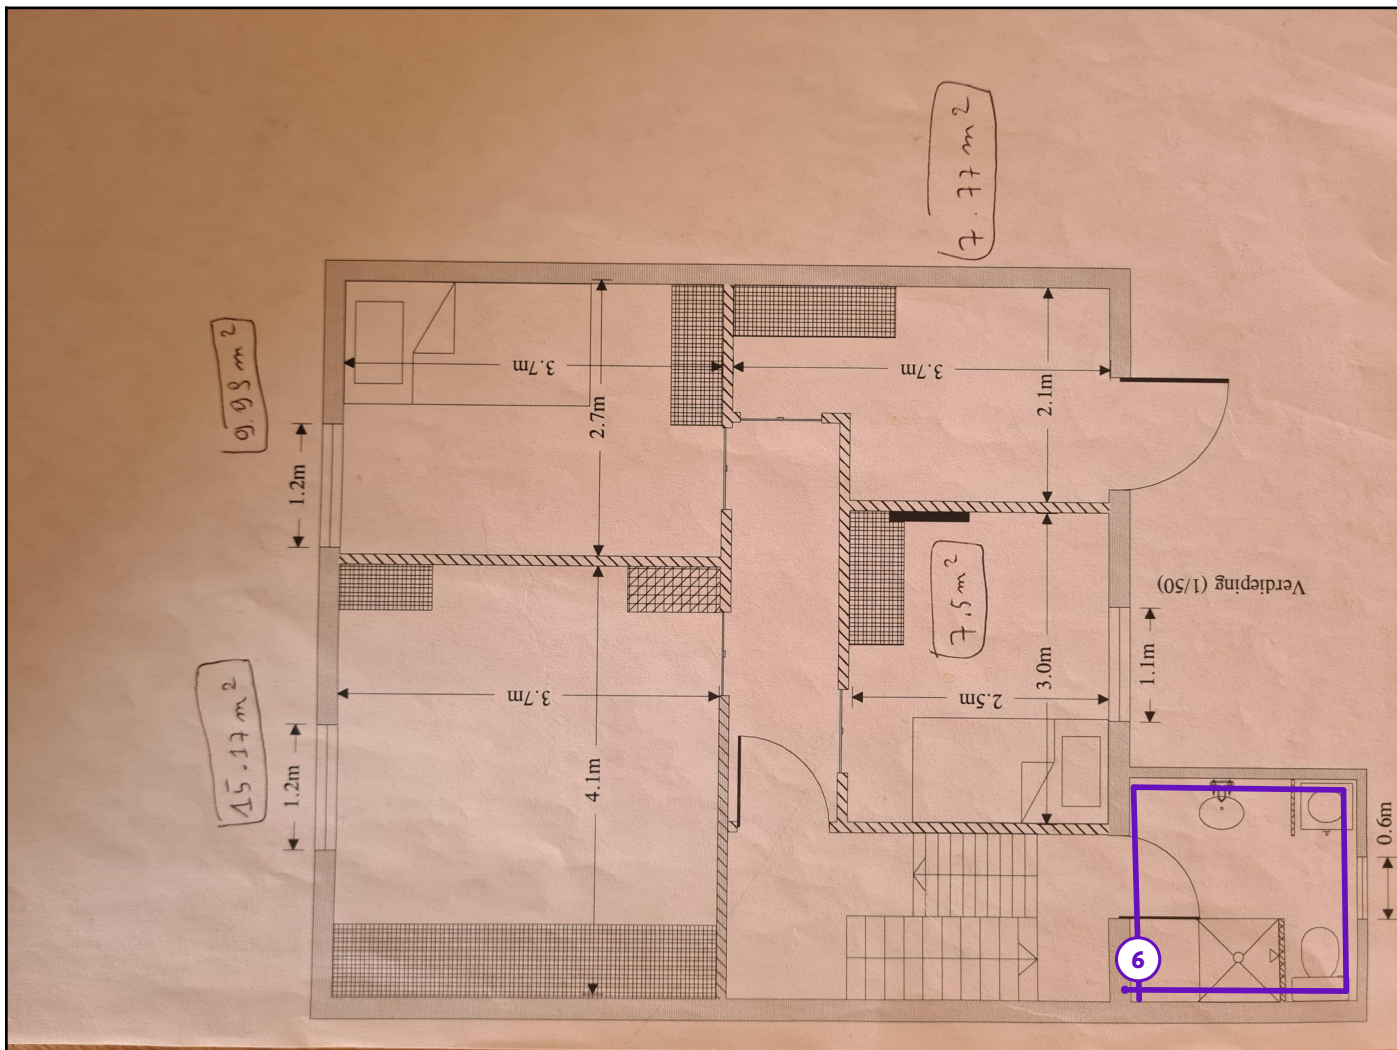 7.77 m²
9.99 m²
3.7m
3.7m
2.1m
2.7m
1.2m
7,5 m²
Verdieping (1/50)
15.17 m²
3.7m
3.0m
1.1m
2.5m
1.2m
4.1m
0.6m
6